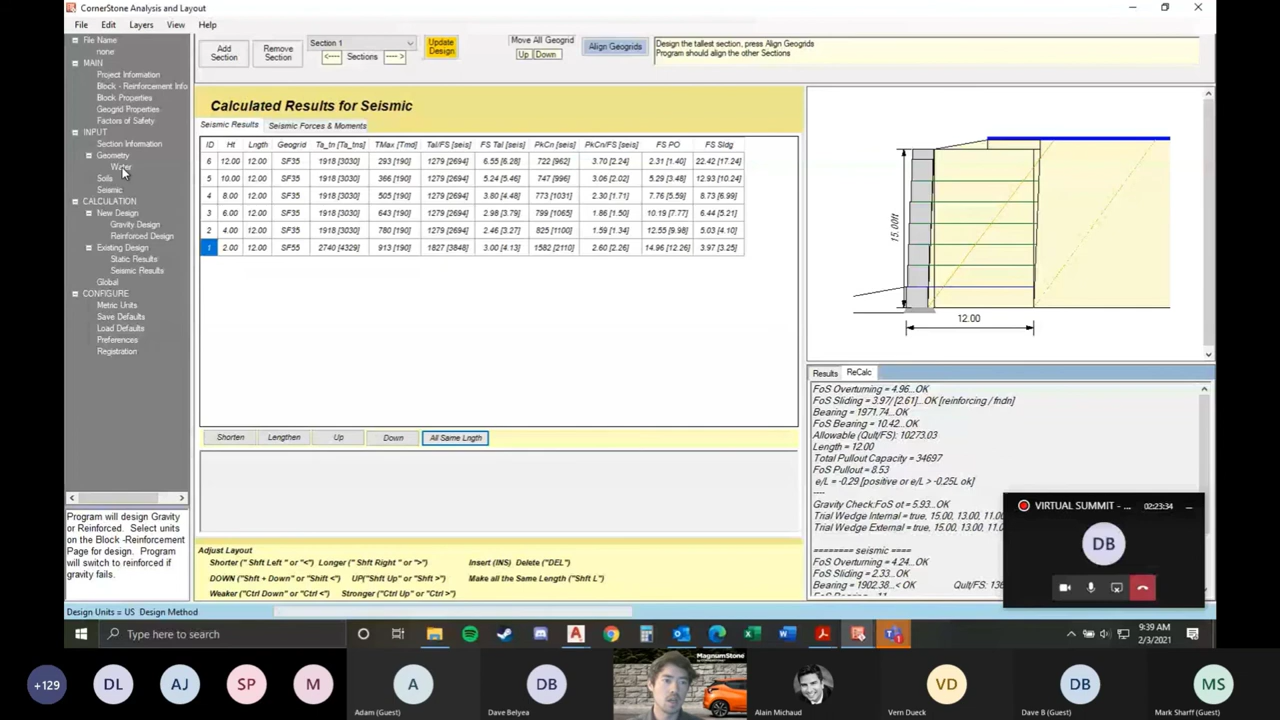 CornerStone Analysis and Layout
File Edit Layers View Help
File Name
none
MAIN
Project Information
Block - Reinforcement Info
Block Properties
Geogrid Properties
Factors of Safety
INPUT
Section Information
Geometry
Water
Soils
Seismic
CALCULATION
New Design
Gravity Design
Reinforced Design
Existing Design
Static Results
Seismic Results
Global
CONFIGURE
Metric Units
Save Defaults
Load Defaults
Preferences
Registration
Program will design Gravity
or Reinforced. Select units
on the Block -Reinforcement
Page for design. Program
will switch to reinforced if
gravity fails.
Design Units = US Design Method
Add Section
Remove Section
Section 1
<---- Sections ---->
Update Design
Move All Geogrid
Up Down
Align Geogrids
Design the tallest section, press Align Geogrids
Program should align the other Sections
Calculated Results for Seismic
Seismic Results Seismic Forces & Moments
ID Ht Lngth Geogrid Ta_tn [Ta_tns] TMax [Tmd] Tal/FS [seis] FS Tal [seis] PkCn [seis] PkCn/FS [seis] FS PO FS Sldg
6 12.00 12.00 SF35 1918 [3030] 293 [190] 1279 [2694] 6.55 [6.28] 722 [962] 3.70 [2.24] 2.31 [1.40] 22.42 [17.24]
5 10.00 12.00 SF35 1918 [3030] 366 [190] 1279 [2694] 5.24 [5.46] 748 [997] 3.06 [2.02] 5.29 [3.48] 12.93 [10.24]
4 8.00 12.00 SF35 1918 [3030] 505 [190] 1279 [2694] 3.80 [4.48] 773 [1031] 2.30 [1.71] 7.76 [5.59] 8.73 [6.99]
3 6.00 12.00 SF35 1918 [3030] 643 [190] 1279 [2694] 2.98 [3.79] 799 [1065] 1.86 [1.50] 10.19 [7.77] 6.44 [5.21]
2 4.00 12.00 SF35 1918 [3030] 780 [190] 1279 [2694] 2.46 [3.27] 825 [1100] 1.59 [1.34] 12.55 [9.98] 5.00 [4.08]
1 2.00 12.00 SF55 2740 [4329] 913 [190] 1827 [3848] 3.00 [4.13] 1582 [2110] 2.60 [2.26] 14.96 [12.26] 3.97 [3.25]
Shorten Lengthen Up Down All Same Lngth
Adjust Layout
Shorter (" Shft Left " or "<") Longer (" Shft Right " or ">") Insert (INS) Delete ("DEL")
DOWN (Shft + Down" or "Shift <") UP("Shft Up" or "Shft >") Make all the Same Length ("Shft L")
Weaker ("Ctrl Down" or "Ctrl <") Stronger ("Ctrl Up" or "Ctrl >")
15.00ft
12.00
Results ReCalc
FoS Overturning = 4.96...OK
FoS Sliding = 3.97/ [2.61]...OK [reinforcing / fndn]
Bearing = 1971.74...OK
FoS Bearing = 10.42...OK
Allowable (Qult/FS) = 10273.03
Length = 12.00
Total Pullout Capacity = 34697
FoS Pullout = 8.53
e/L = -0.29 [positive or e/L > -0.25L ok]
----
Gravity Check:FoS ot = 5.93...OK
Trial Wedge Internal = true, 15.00, 13.00, 11.00
Trial Wedge External = true, 15.00, 13.00, 11.00
======== seismic ====
FoS Overturning = 4.24...OK
FoS Sliding = 2.33...OK
Bearing = 1902.38...< OK Qult/FS:
VIRTUAL SUMMIT - ... 02:23:34
DB
Type here to search
9:39 AM
2/3/2021
+129 DL AJ SP M
A
Adam (Guest)
DB
Dave Belyea
MagnumStone
Alain Michaud
VD
Vern Dueck
DB
Dave B (Guest)
MS
Mark Sharff (Guest)